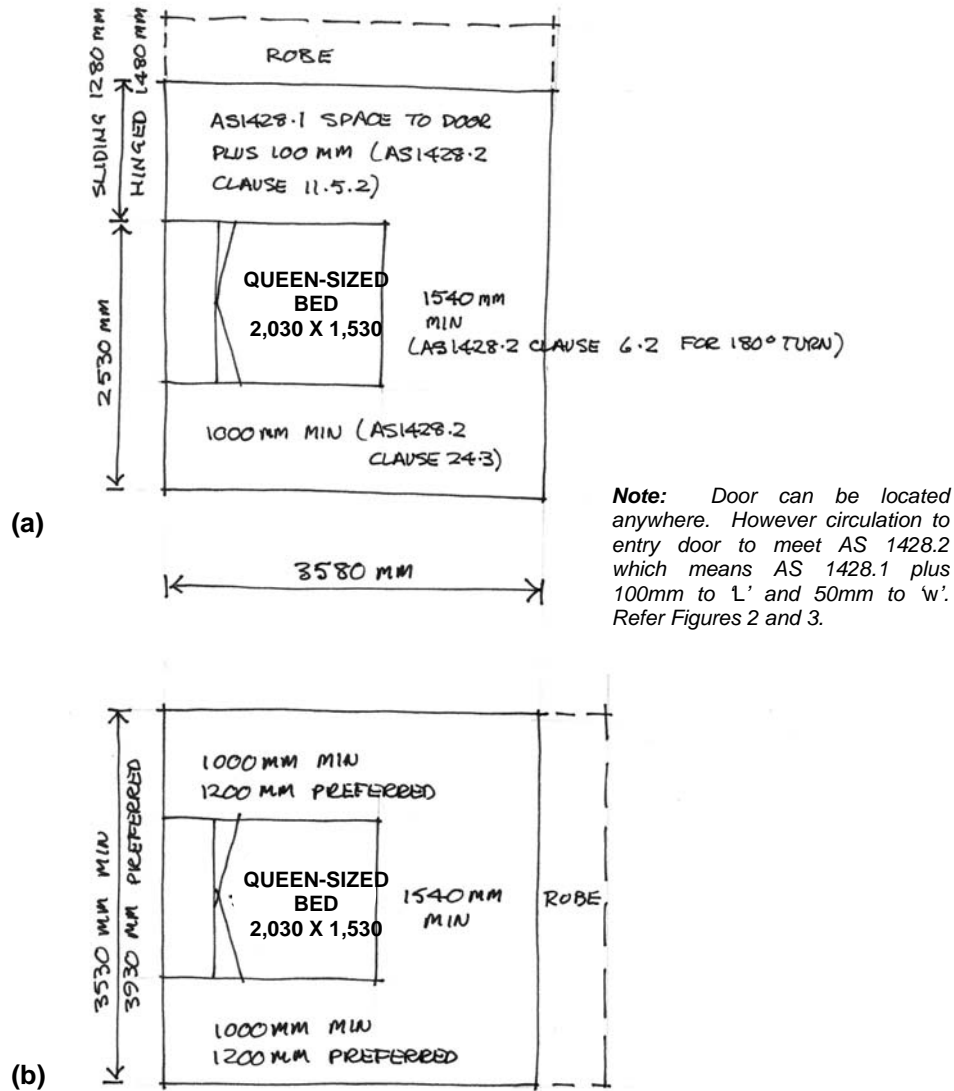 SLIDING 1280 MM
HINGED 1480 MM
ROBE
AS1428.1 SPACE TO DOOR
PLUS 100 MM (AS1428.2
CLAUSE 11.5.2)
2530 MM
QUEEN-SIZED
BED
2,030 X 1,530
1540 MM
MIN
(AS1428.2 CLAUSE 6.2 FOR 180° TURN)
1000 MM MIN (AS1428.2
CLAUSE 24.3)
(a)
3580 MM
Note: Door can be located
anywhere. However circulation to
entry door to meet AS 1428.2
which means AS 1428.1 plus
100mm to 'L' and 50mm to 'w'.
Refer Figures 2 and 3.
3530 MM MIN
3930 MM PREFERRED
1000 MM MIN
1200 MM PREFERRED
QUEEN-SIZED
BED
2,030 X 1,530
1540 MM
MIN
ROBE
1000 MM MIN
1200 MM PREFERRED
(b)